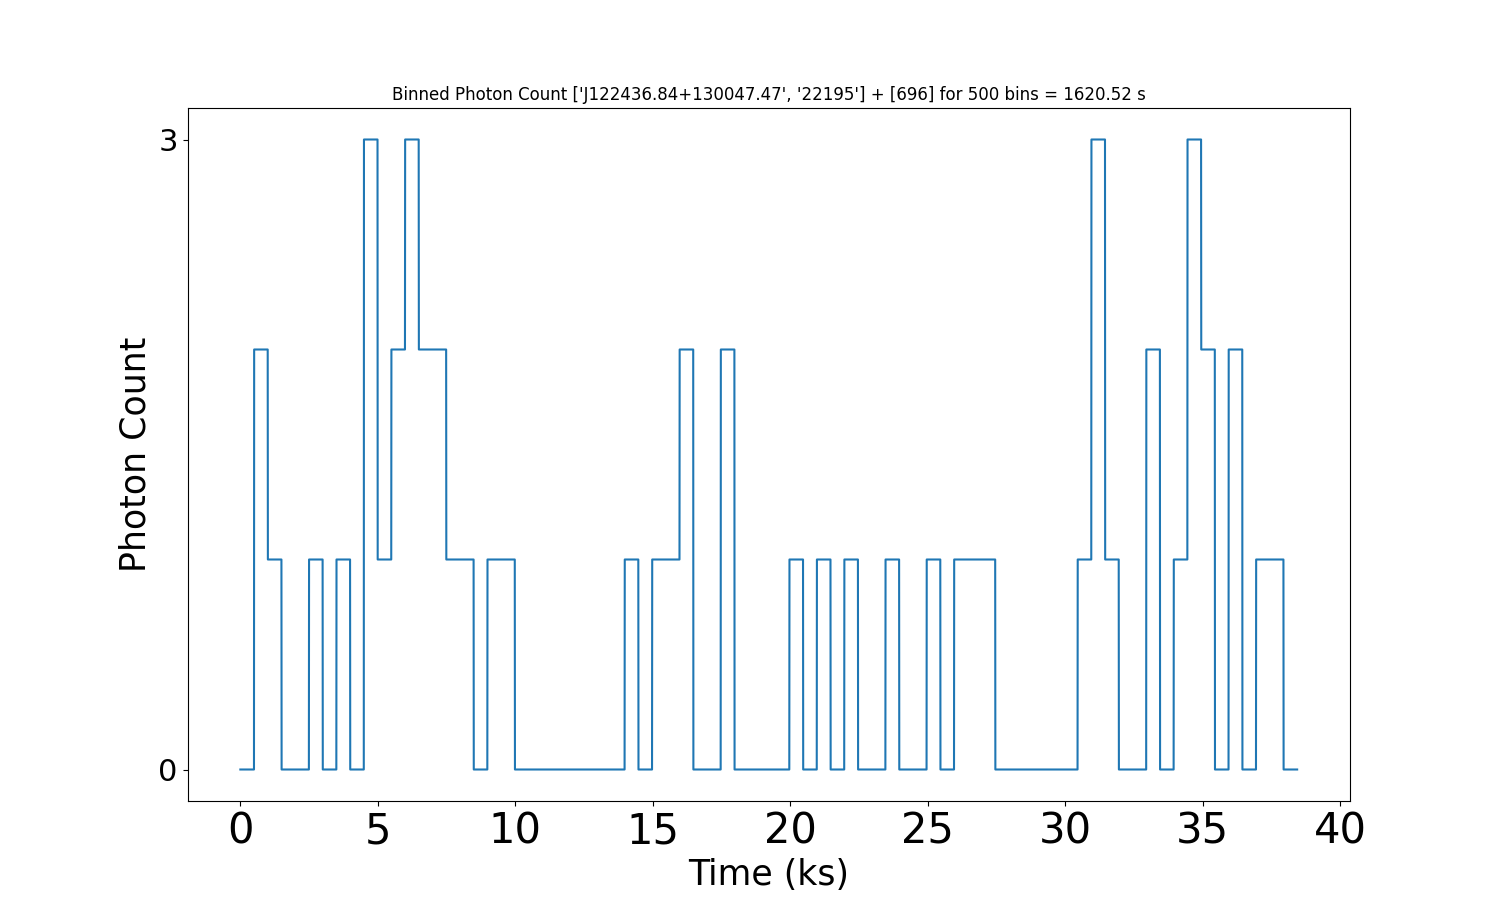 Binned Photon Count ['J122436.84+130047.47', '22195'] + [696] for 500 bins = 1620.52 s
3
Photon Count
0
0 5 10 15 20 25 30 35 40
Time (ks)